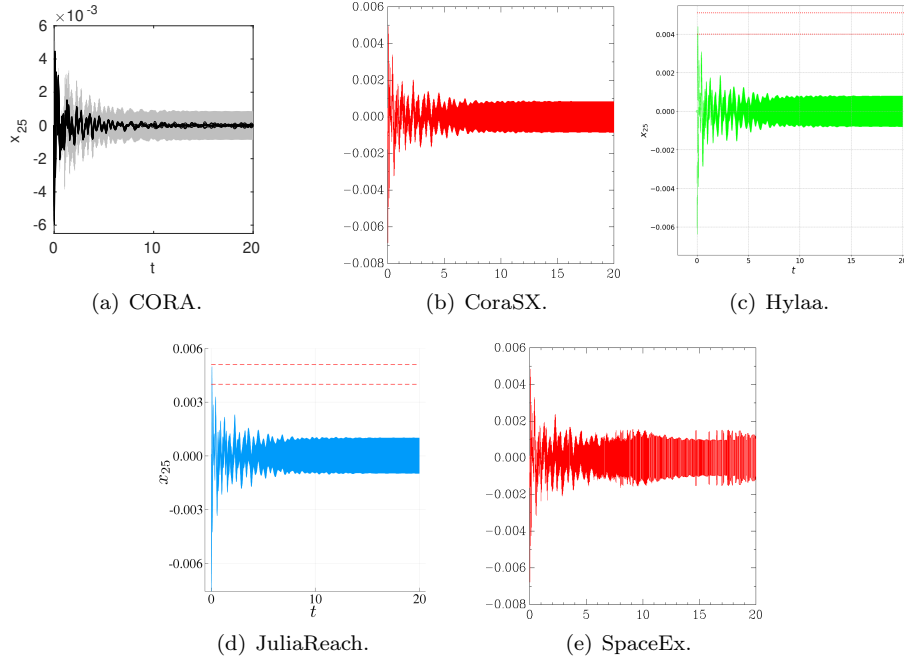 ×10⁻³
6
4
2
0
-2
-4
-6
x₂₅
0 10 20
t
(a) CORA.
0.006
0.004
0.002
0.000
−0.002
−0.004
−0.006
−0.008
0 5 10 15 20
(b) CoraSX.
0.004
0.002
0.000
−0.002
−0.004
−0.006
x₂₅
0 5 10 15 20
t
(c) Hylaa.
0.006
0.003
0.000
-0.003
-0.006
x₂₅
0 10 20
t
(d) JuliaReach.
0.006
0.004
0.002
0.000
−0.002
−0.004
−0.006
−0.008
0 5 10 15 20
(e) SpaceEx.